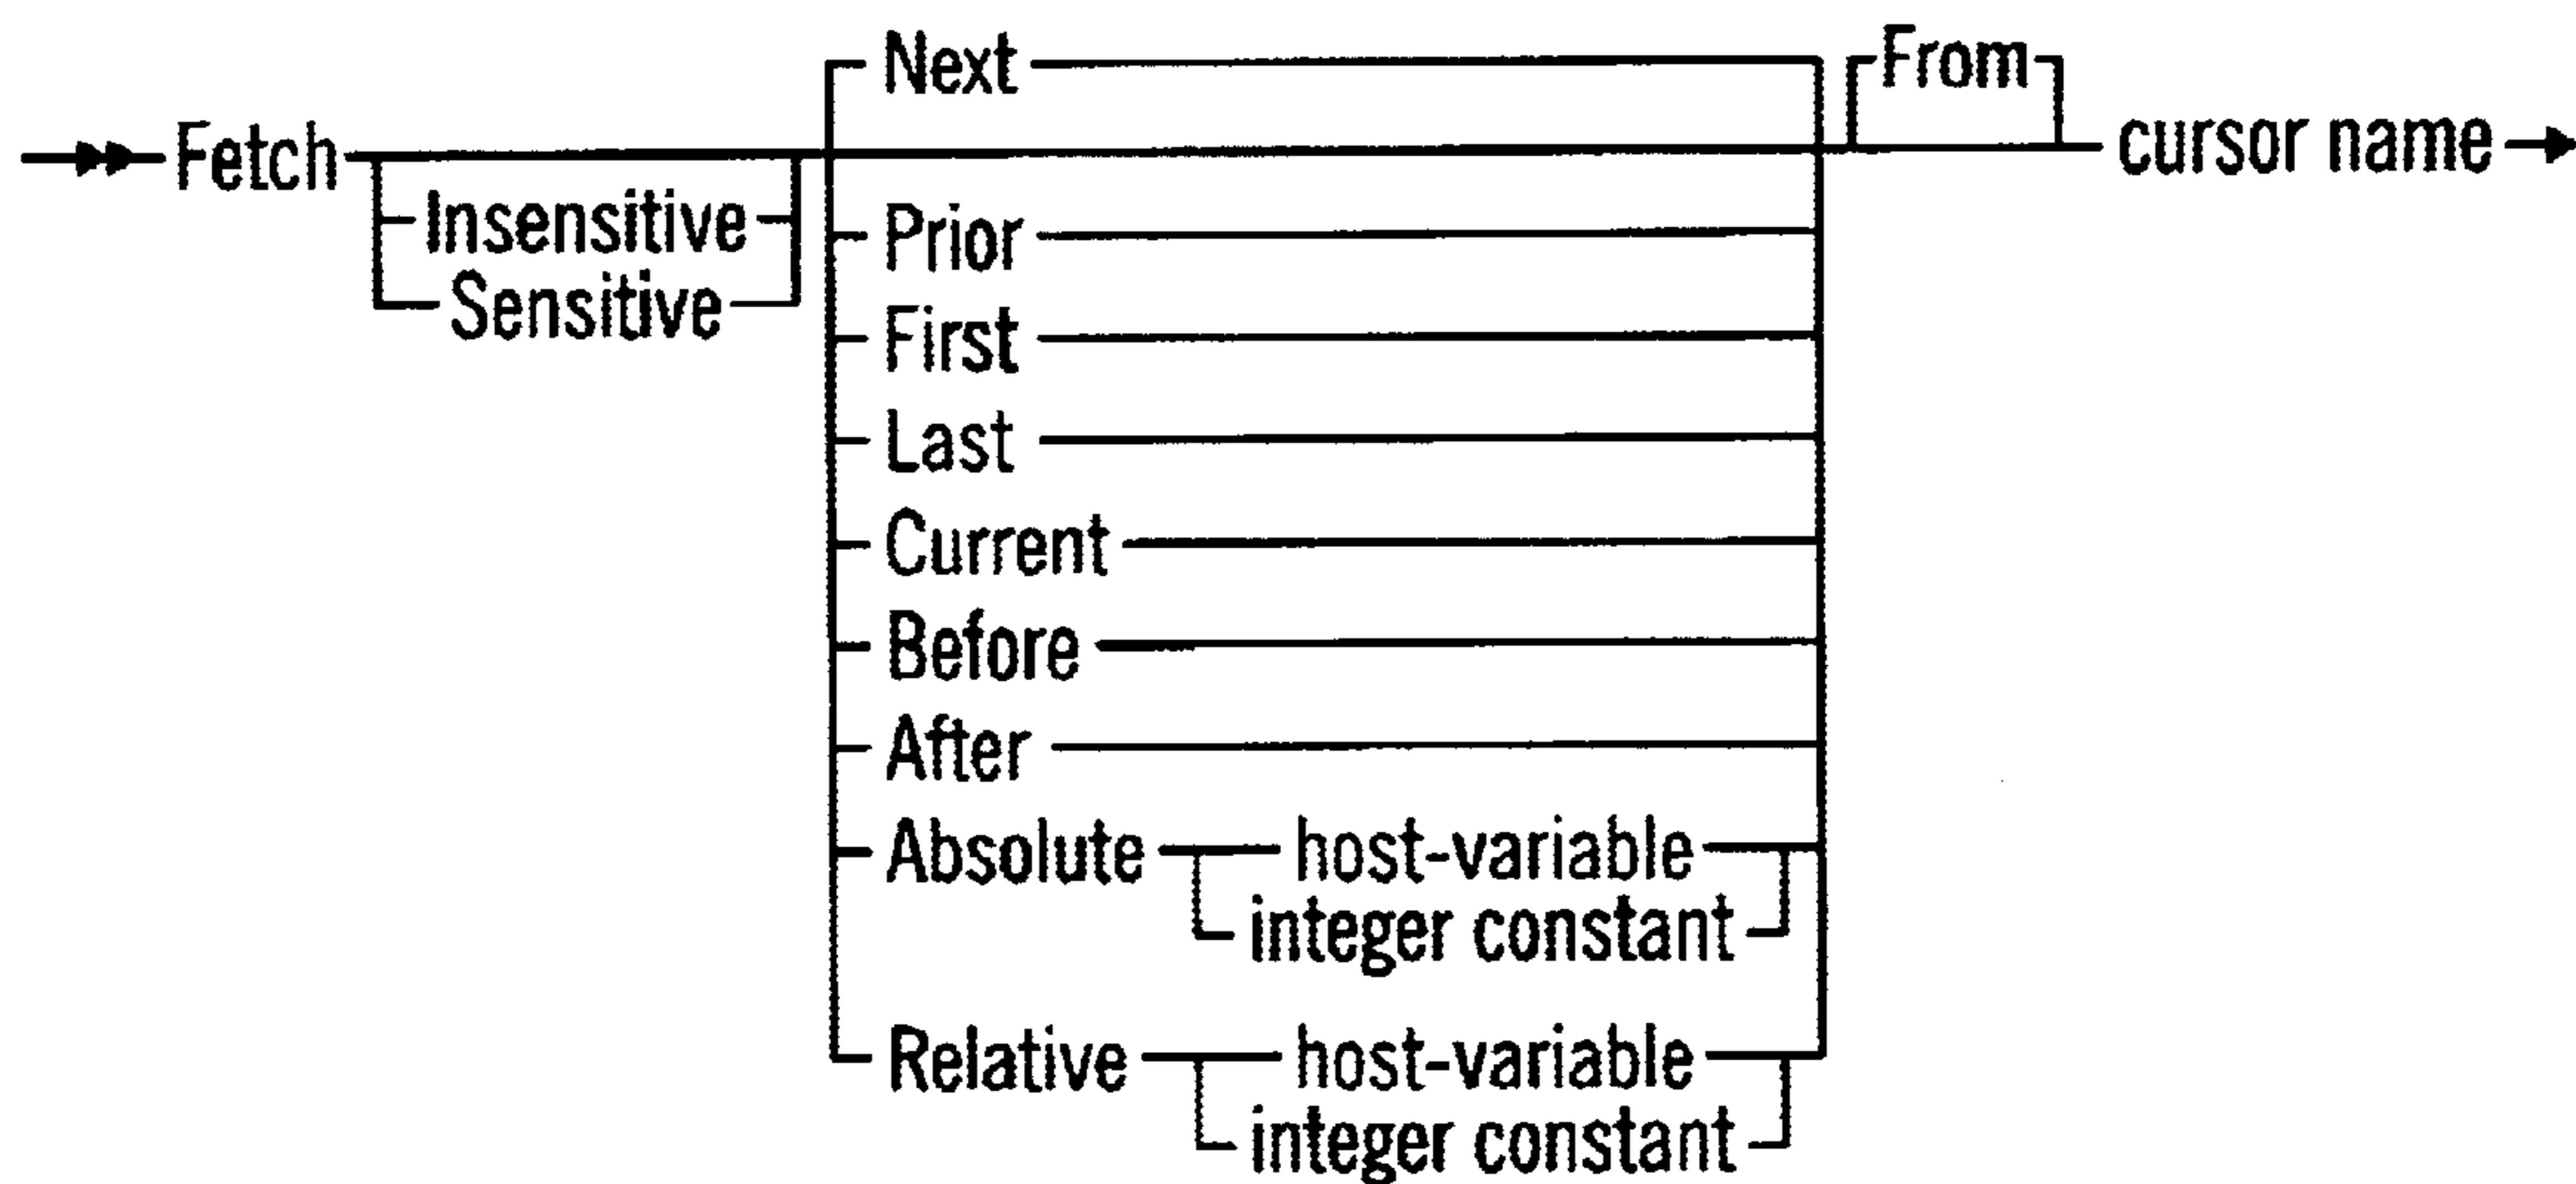 Next From
Fetch cursor name
Insensitive
Prior
Sensitive
First
Last
Current
Before
After
Absolute host-variable
integer constant
Relative host-variable
integer constant